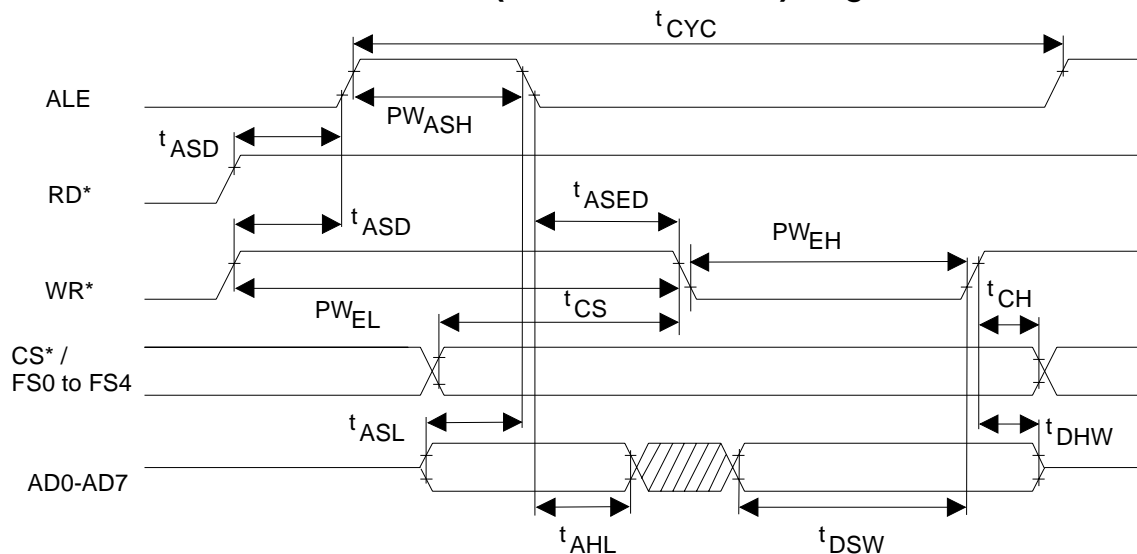 t CYC
ALE
PW ASH
t ASD
RD*
t ASED
t ASD
PW EH
WR*
t CS
t CH
PW EL
CS* /
FS0 to FS4
t ASL
t DHW
AD0-AD7
t AHL
t DSW